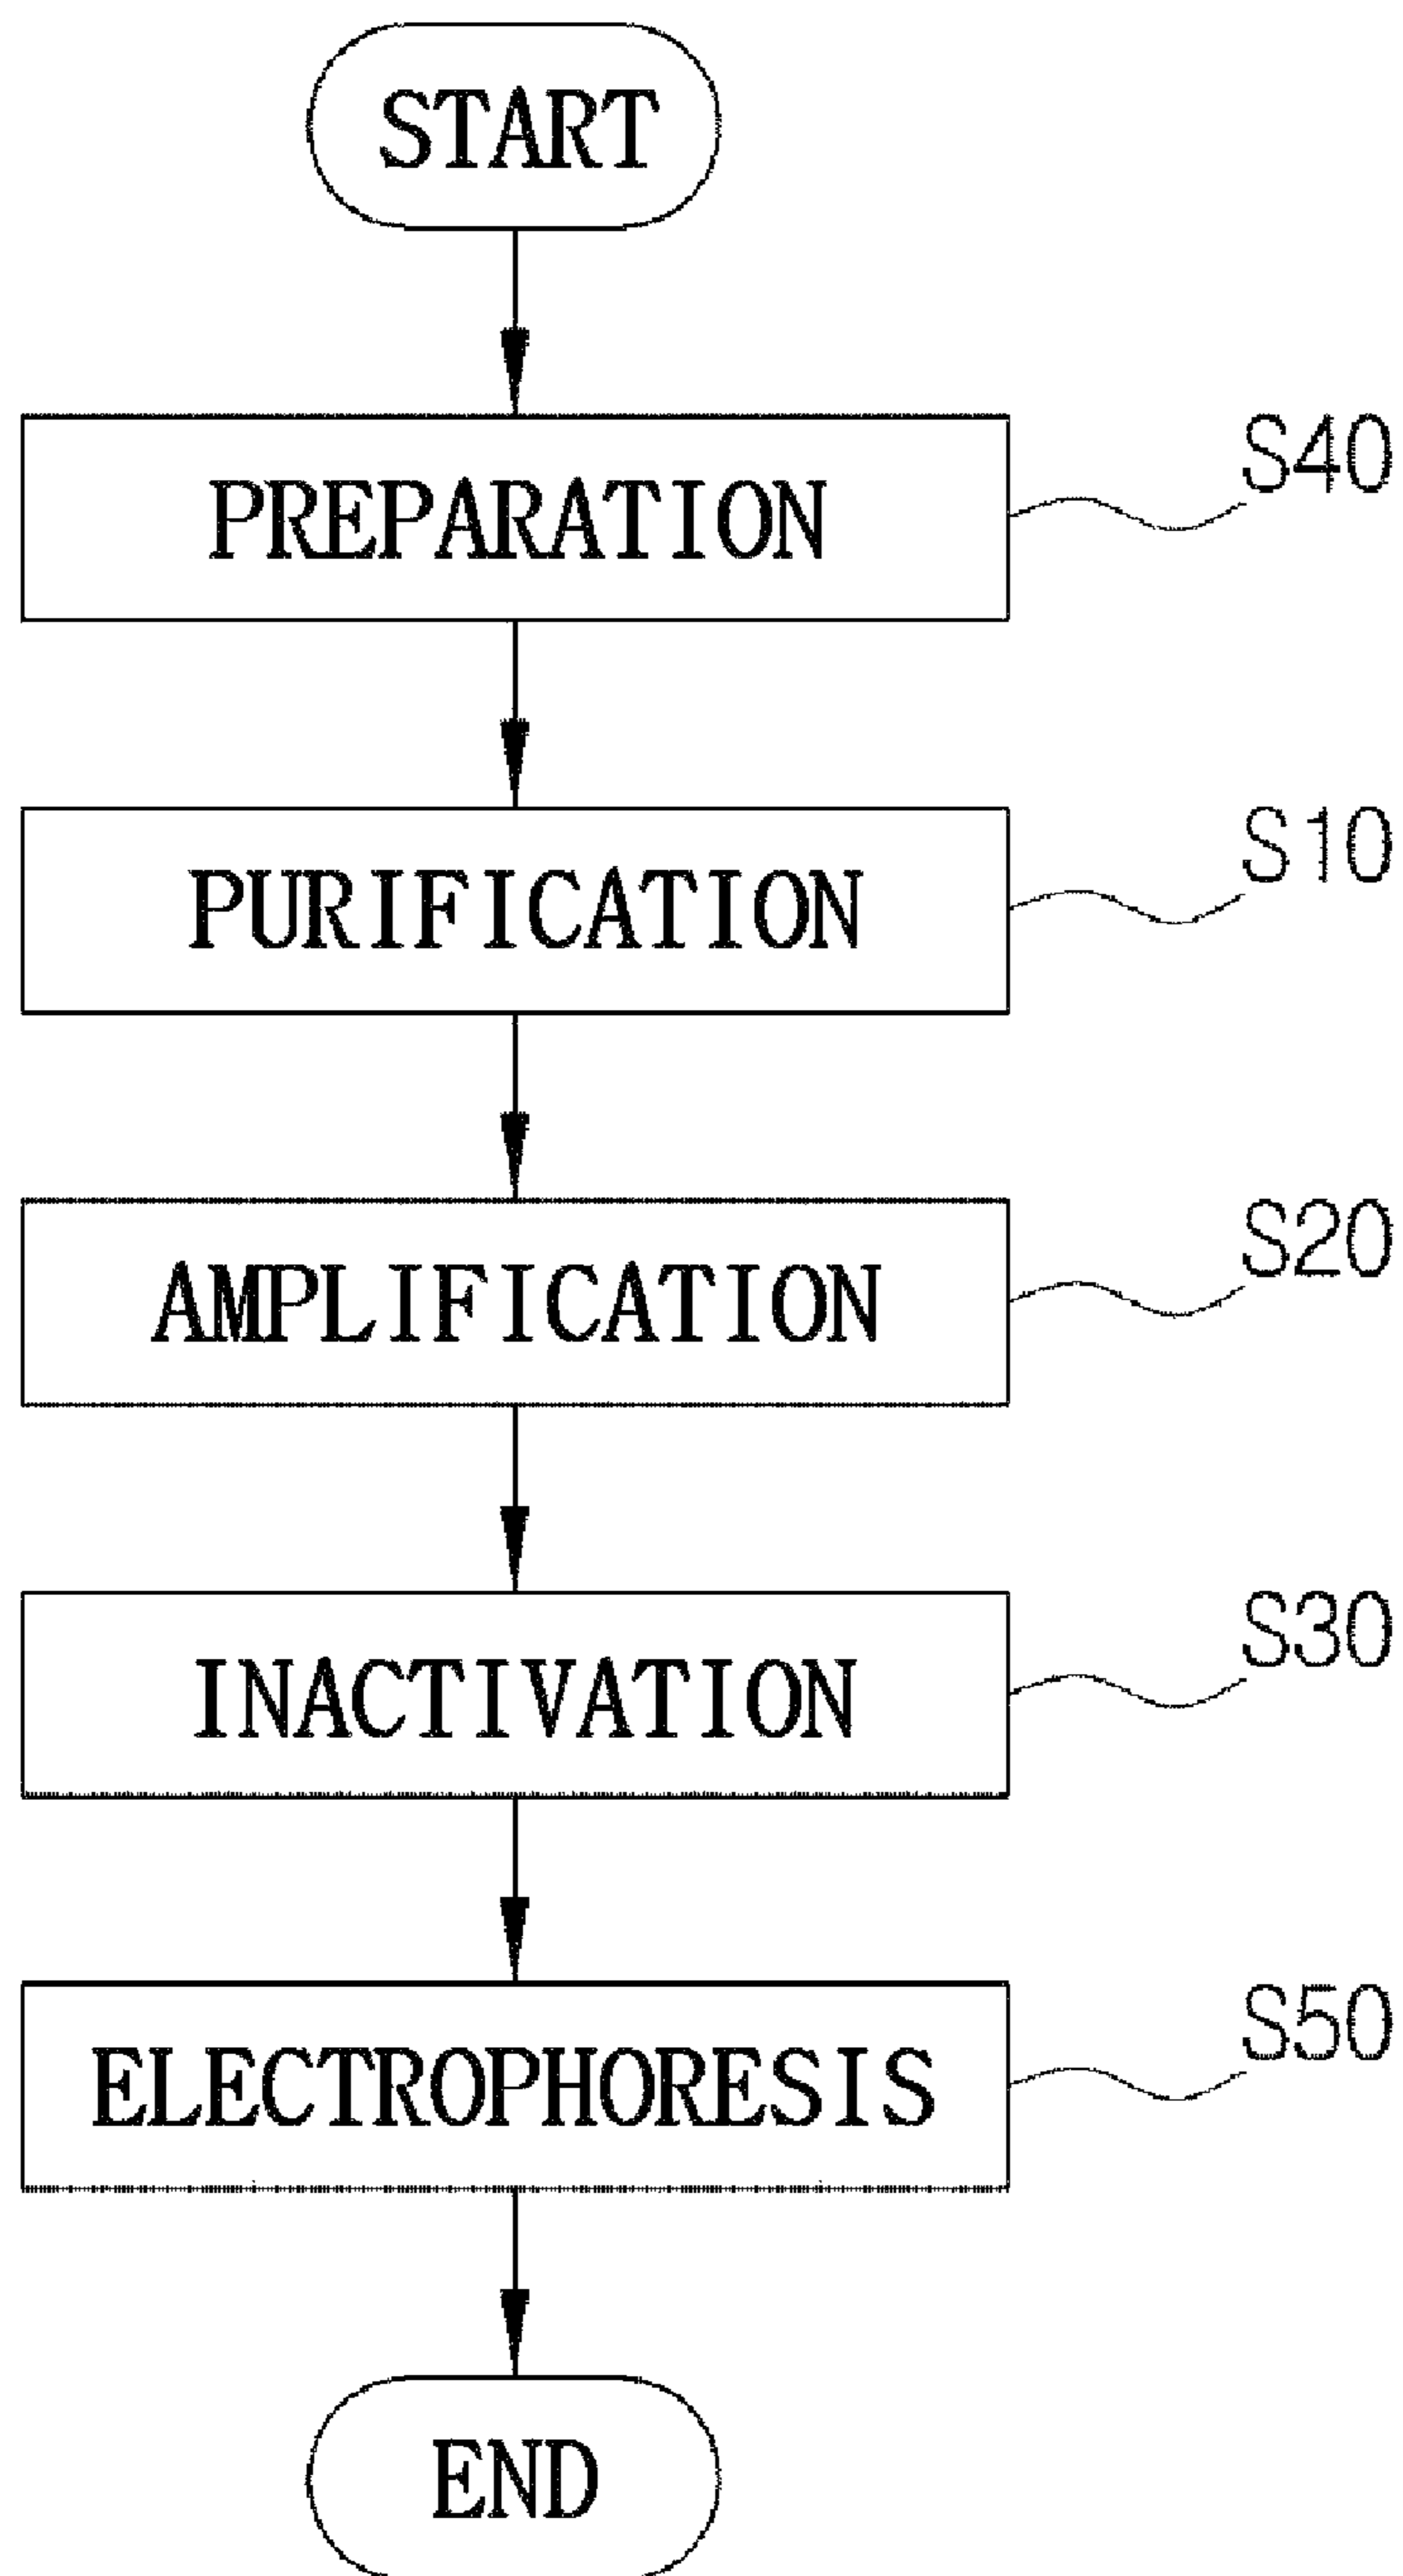 START
PREPARATION
S40
PURIFICATION
S10
AMPLIFICATION
S20
INACTIVATION
S30
ELECTROPHORESIS
S50
END